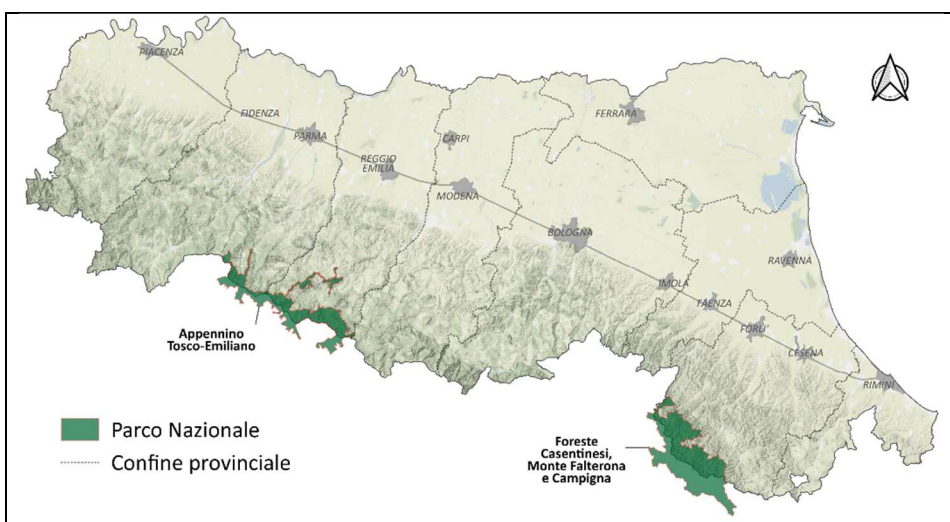 PIACENZA
FIDENZA
PARMA
REGGIO
EMILIA
CARPI
MODENA
FERRARA
BOLOGNA
IMOLA
FAENZA
RAVENNA
FORLI'
CESENA
RIMINI
Appennino
Tosco-Emiliano
Foreste
Casentinesi,
Monte Falterona
e Campigna
Parco Nazionale
Confine provinciale